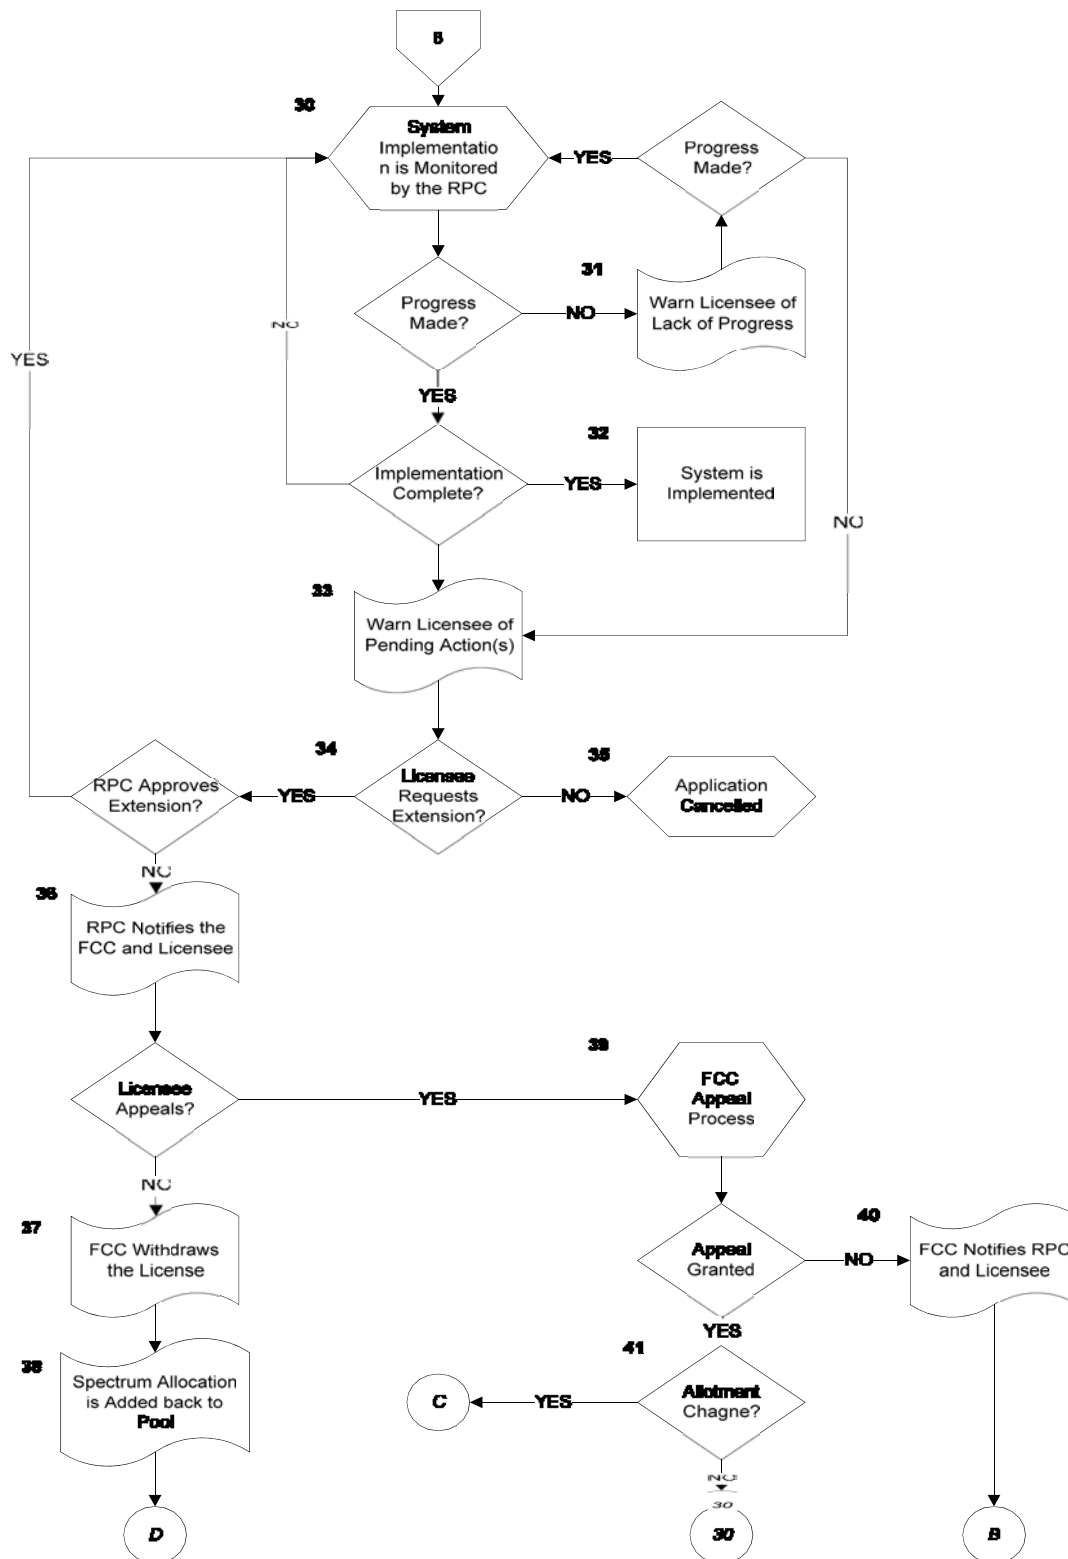 B
30
System
Implementatio
n is Monitored
by the RPC
YES
Progress
Made?
31
Progress
Made?
NO
Warn Licensee of
Lack of Progress
NO
YES
YES
32
Implementation
Complete?
YES
System is
Implemented
NO
33
Warn Licensee of
Pending Action(s)
34
35
RPC Approves
Extension?
YES
Licensee
Requests
Extension?
NO
Application
Cancelled
NO
36
RPC Notifies the
FCC and Licensee
39
Licensee
Appeals?
YES
FCC
Appeal
Process
NO
37
FCC Withdraws
the License
40
Appeal
Granted
NO
FCC Notifies RPC
and Licensee
YES
38
41
Spectrum Allocation
is Added back to
Pool
C
YES
Allotment
Chagne?
NO
30
D
30
B